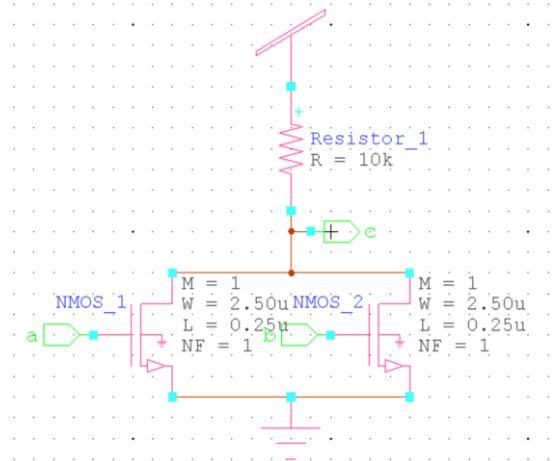 Resistor_1
R = 10k
c
NMOS_1
M = 1
W = 2.50u
L = 0.25u
NF = 1
a
NMOS_2
M = 1
W = 2.50u
L = 0.25u
NF = 1
b